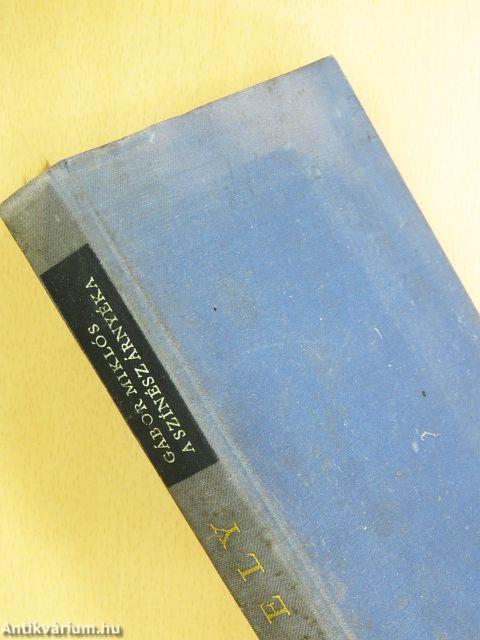 GÁBOR MIKLÓS
A SZÍNÉSZ ÁRNYÉKA
ELY
Antikvárium.hu